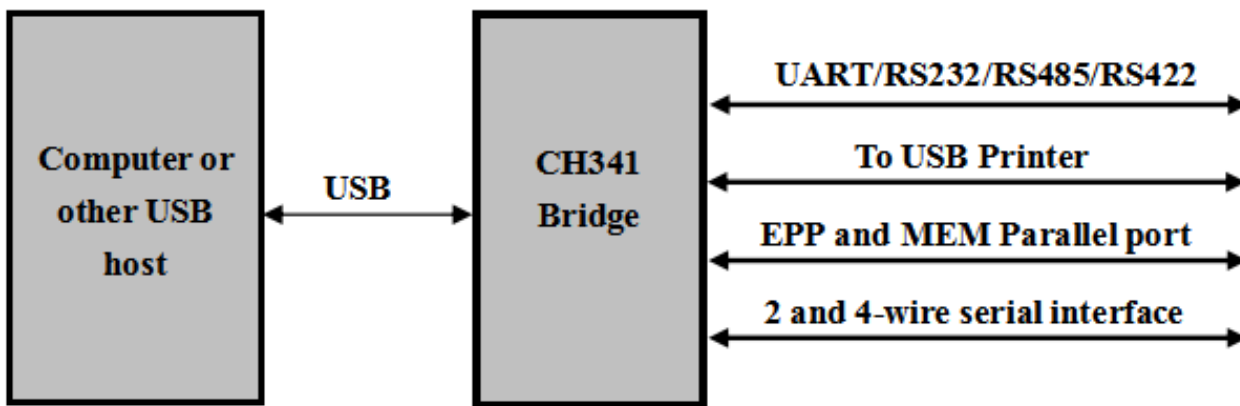 Computer or
other USB
host
USB
CH341
Bridge
UART/RS232/RS485/RS422
To USB Printer
EPP and MEM Parallel port
2 and 4-wire serial interface